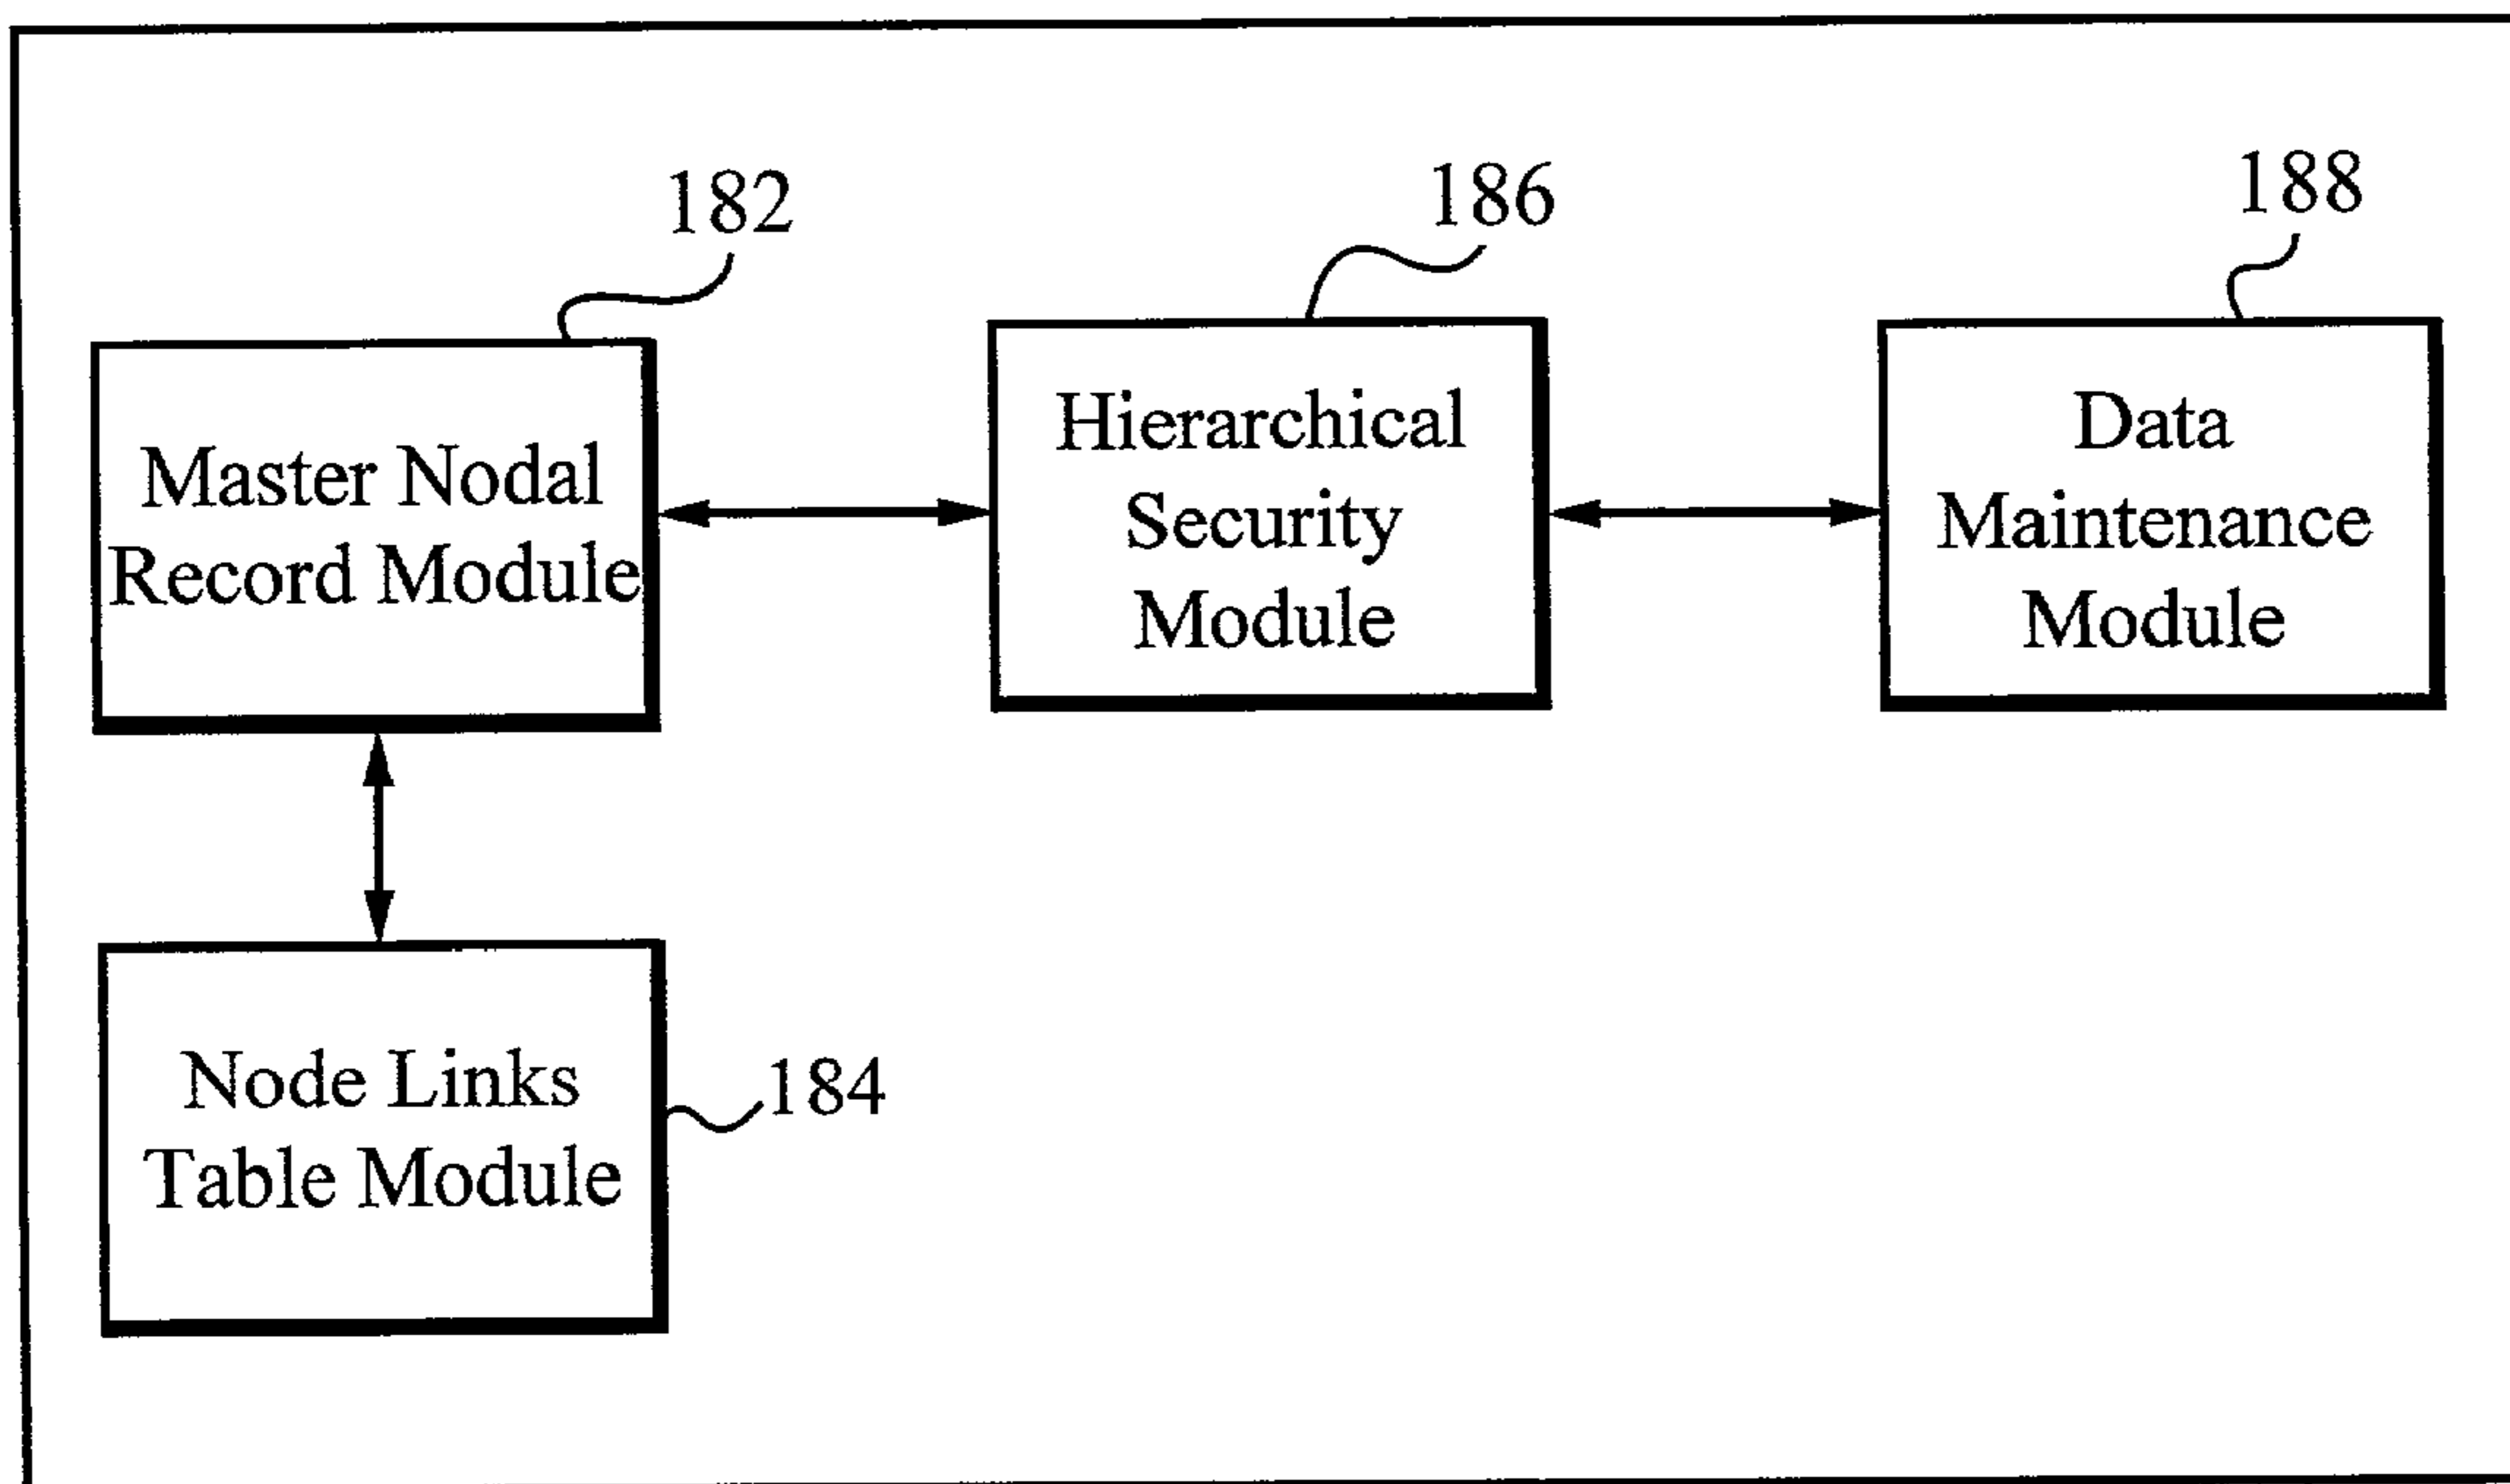 182
186
188
Master Nodal
Record Module
Hierarchical
Security
Module
Data
Maintenance
Module
Node Links
Table Module
184